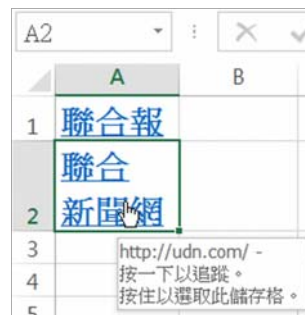 A2
A
B
1
聯合報
聯合
新聞網
2
3
http://udn.com/ -
按一下以追蹤。
4
按住以選取此儲存格。
5